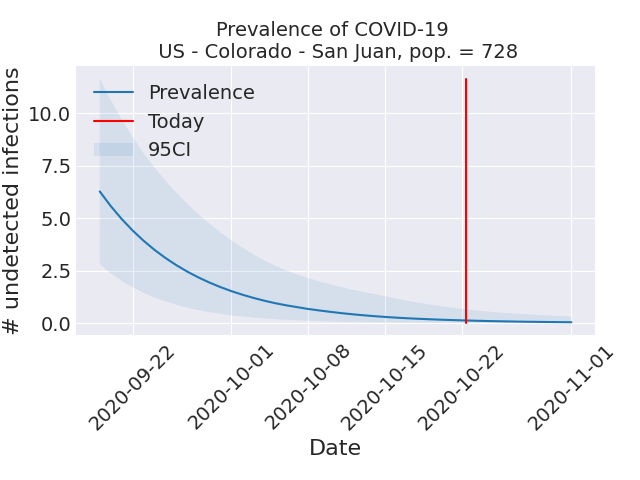 Prevalence of COVID-19
US - Colorado - San Juan, pop. = 728
# undetected infections
10.0
7.5
5.0
2.5
0.0
Prevalence
Today
95CI
2020-09-22
2020-10-01
2020-10-08
2020-10-15
2020-10-22
2020-11-01
Date